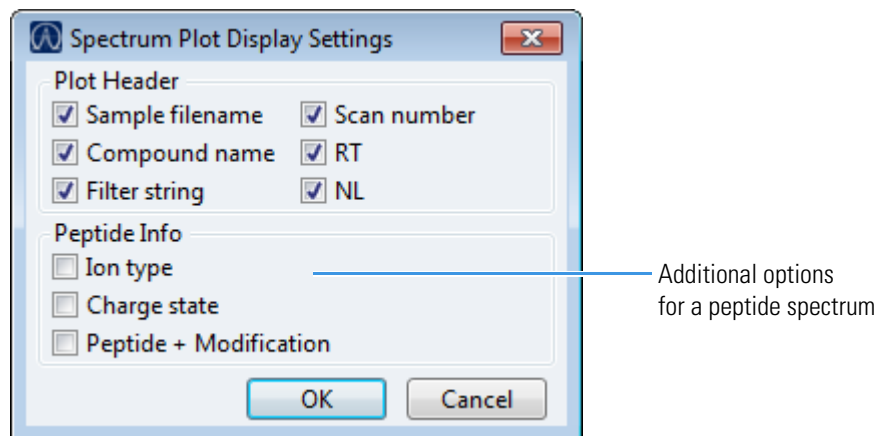 Spectrum Plot Display Settings
Plot Header
Sample filename
Scan number
Compound name
RT
Filter string
NL
Peptide Info
Ion type
Charge state
Peptide + Modification
Additional options
for a peptide spectrum
OK
Cancel